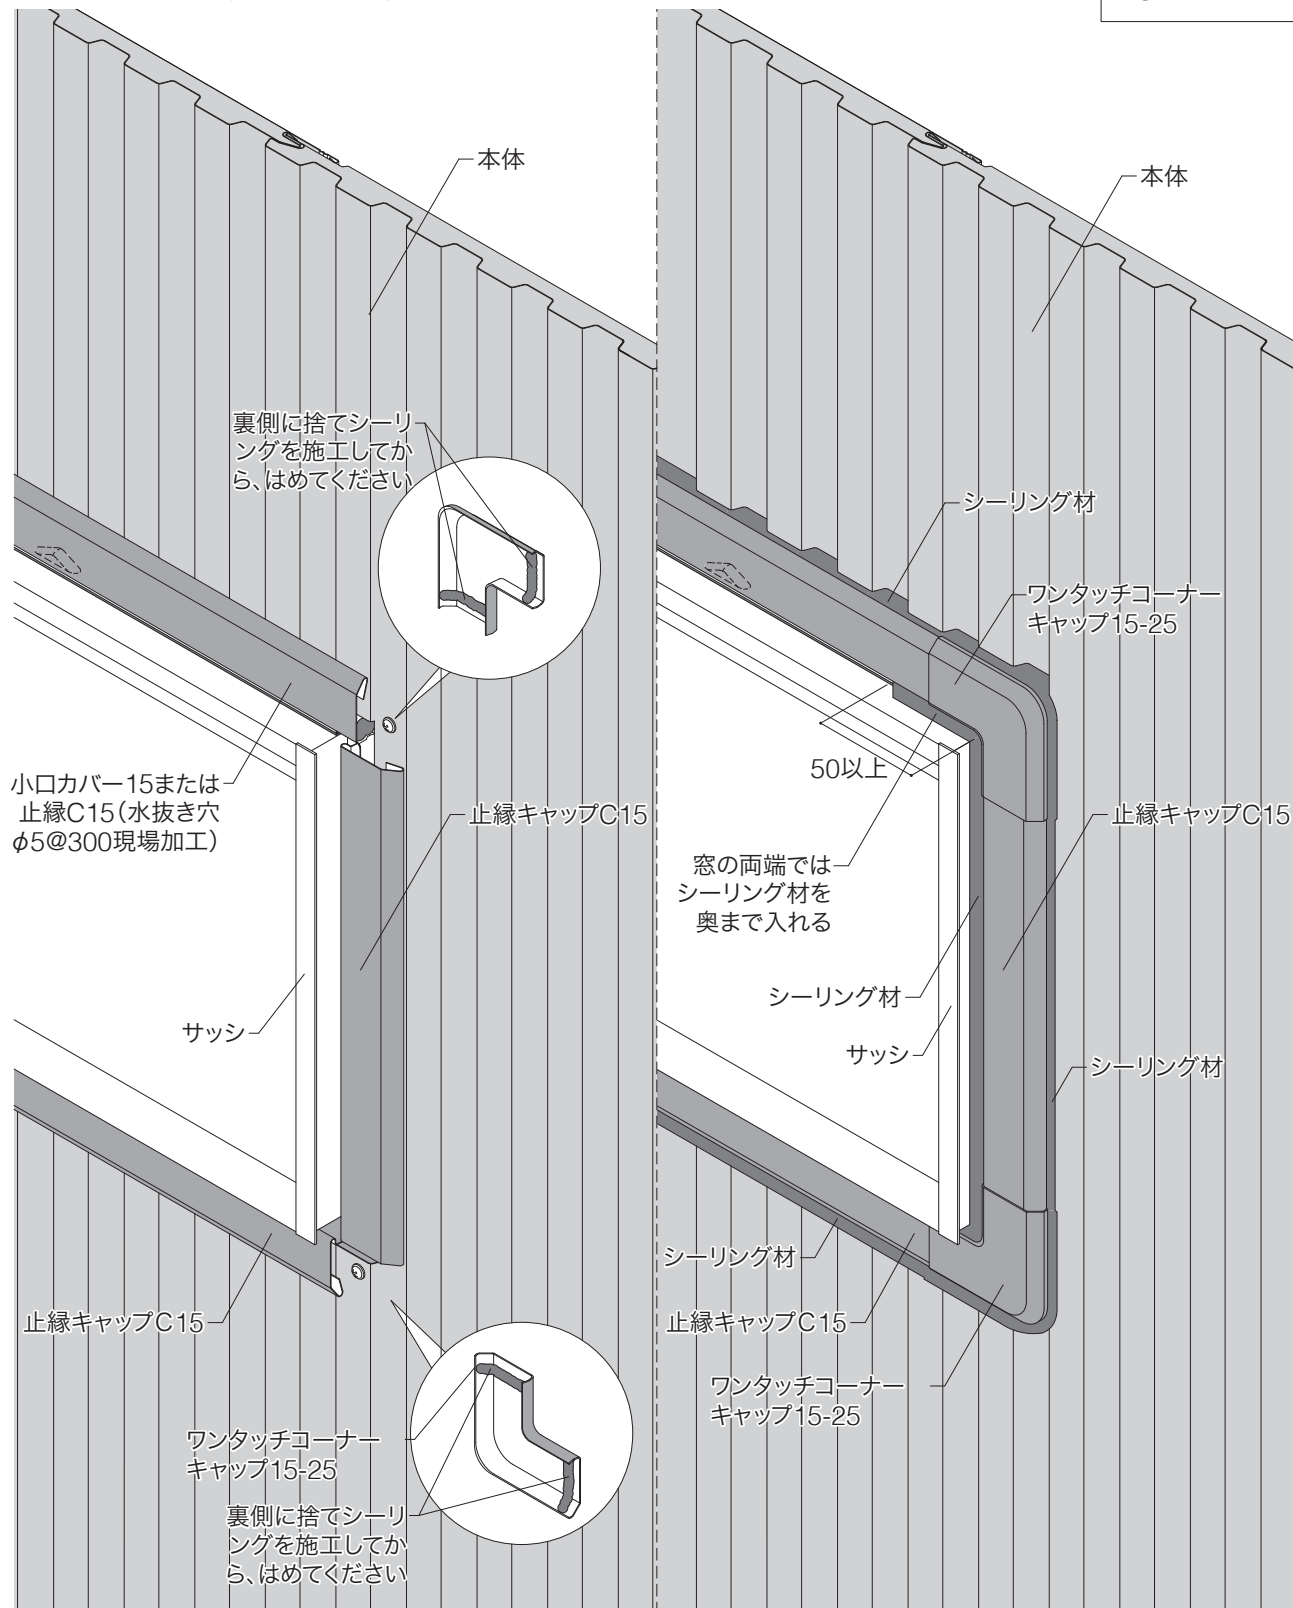 本体
裏側に捨てシーリ
ングを施工してか
ら、はめてください
小口カバー15または
止縁C15(水抜き穴
φ5@300現場加工)
止縁キャップC15
サッシ
止縁キャップC15
ワンタッチコーナー
キャップ15-25
裏側に捨てシーリ
ングを施工してか
ら、はめてください
本体
シーリング材
ワンタッチコーナー
キャップ15-25
50以上
止縁キャップC15
窓の両端では
シーリング材を
奥まで入れる
シーリング材
サッシ
シーリング材
シーリング材
止縁キャップC15
ワンタッチコーナー
キャップ15-25